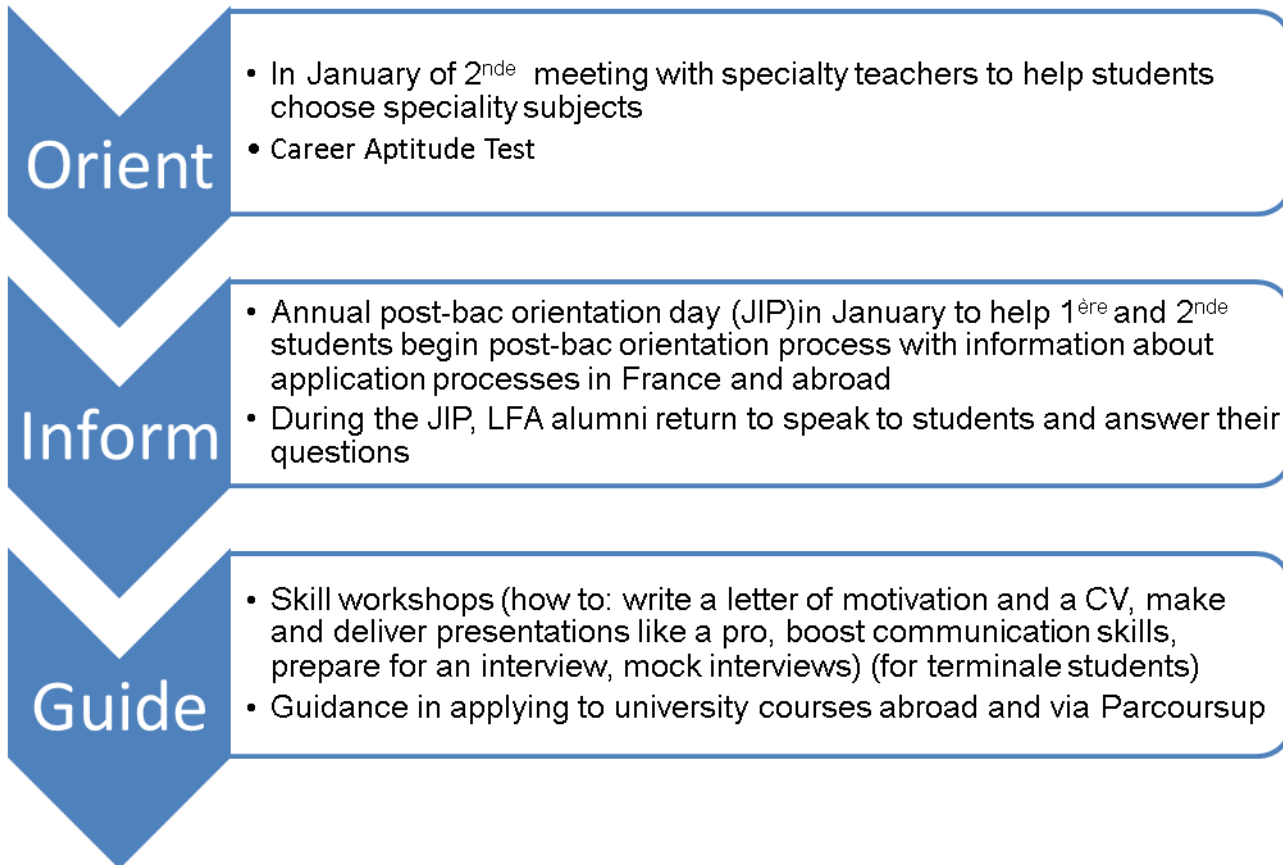 Orient
• In January of 2nde meeting with specialty teachers to help students
choose speciality subjects
• Career Aptitude Test
Inform
• Annual post-bac orientation day (JIP)in January to help 1ère and 2nde
students begin post-bac orientation process with information about
application processes in France and abroad
• During the JIP, LFA alumni return to speak to students and answer their
questions
Guide
• Skill workshops (how to: write a letter of motivation and a CV, make
and deliver presentations like a pro, boost communication skills,
prepare for an interview, mock interviews) (for terminale students)
• Guidance in applying to university courses abroad and via Parcoursup